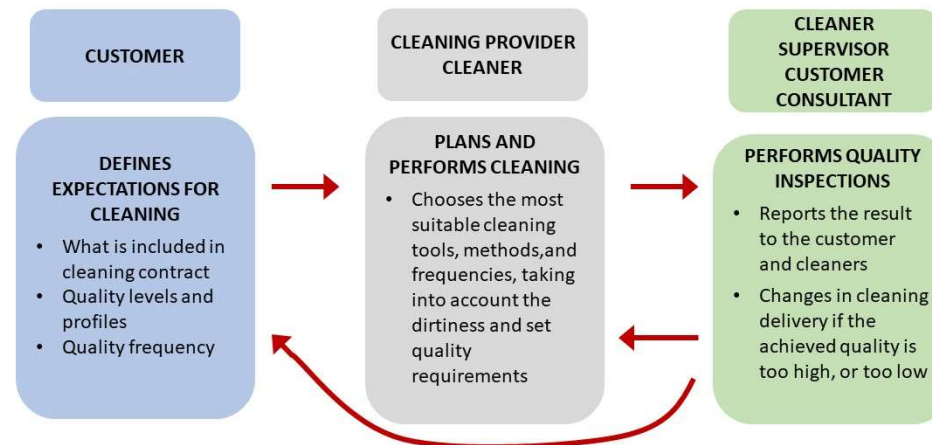 CUSTOMER
DEFINES
EXPECTATIONS FOR
CLEANING
• What is included in
cleaning contract
• Quality levels and
profiles
• Quality frequency
CLEANING PROVIDER
CLEANER
PLANS AND
PERFORMS CLEANING
• Chooses the most
suitable cleaning
tools, methods,and
frequencies, taking
into account the
dirtiness and set
quality
requirements
CLEANER
SUPERVISOR
CUSTOMER
CONSULTANT
PERFORMS QUALITY
INSPECTIONS
• Reports the result
to the customer
and cleaners
• Changes in cleaning
delivery if the
achieved quality is
too high, or too low